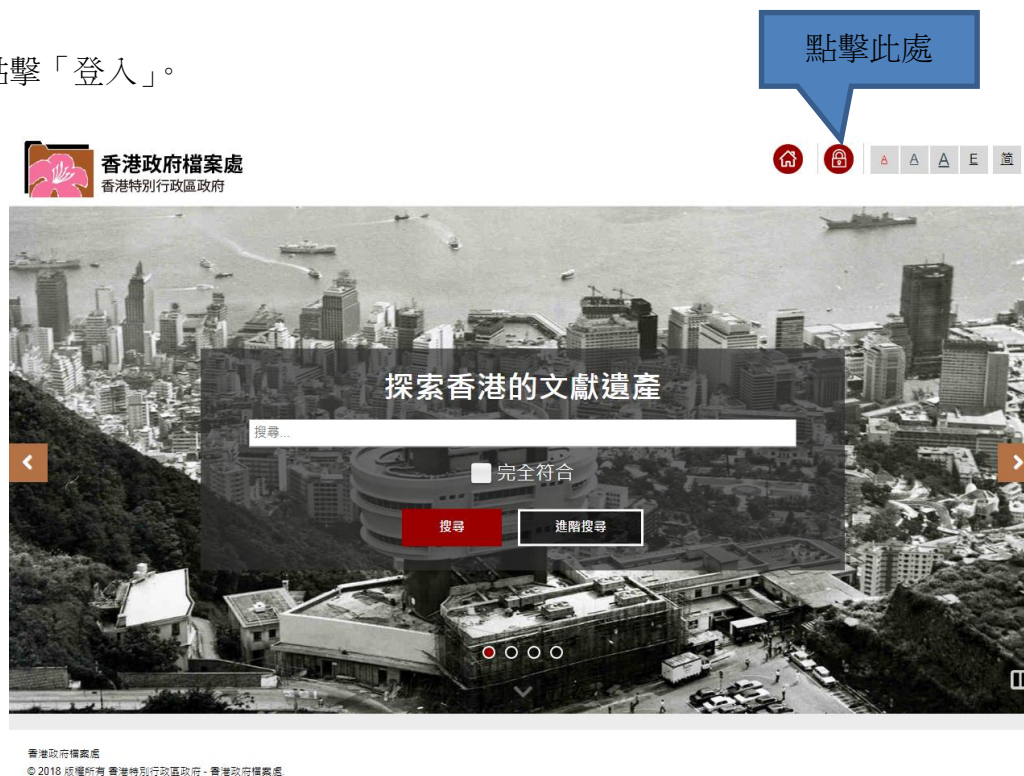 點擊此處
點擊「登入」。
香港政府檔案處
香港特別行政區政府
A A A E 简
探索香港的文獻遺產
搜尋...
完全符合
搜尋
進階搜尋
香港政府檔案處
© 2018 版權所有 香港特別行政區政府 - 香港政府檔案處.